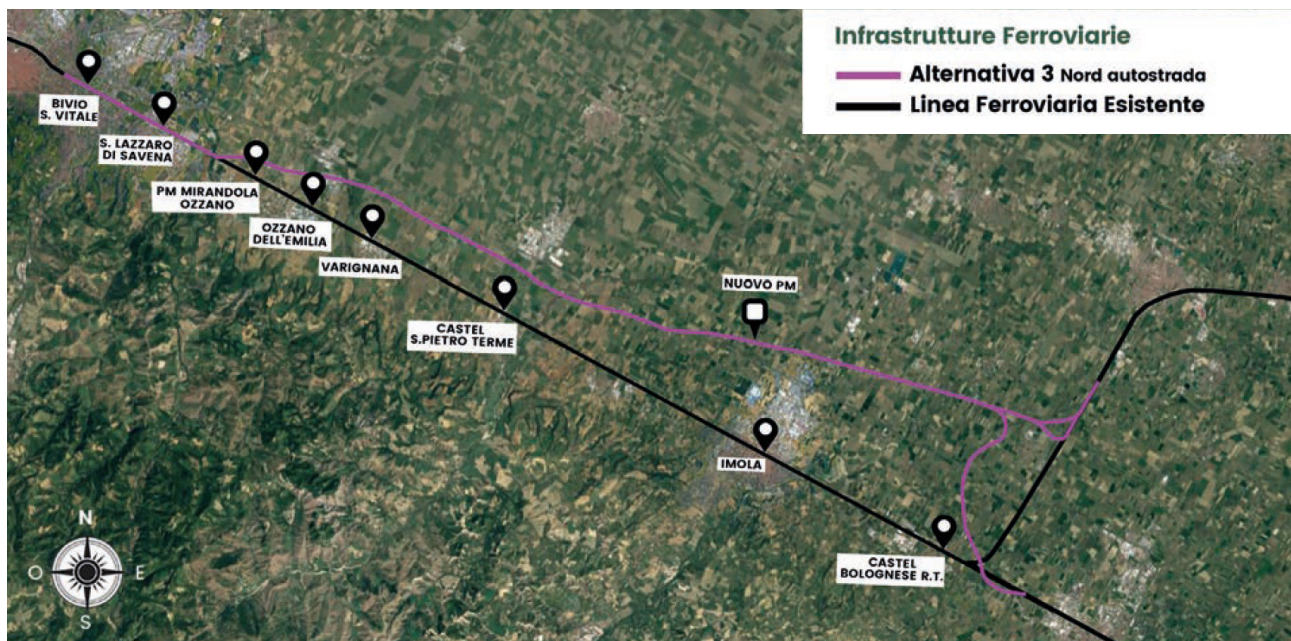 Infrastrutture Ferroviarie
Alternativa 3 Nord autostrada
Linea Ferroviaria Esistente
BIVIO
S. VITALE
S. LAZZARO
DI SAVENA
PM MIRANDOLA
OZZANO
OZZANO
DELL'EMILIA
VARIGNANA
CASTEL
S.PIETRO TERME
NUOVO PM
IMOLA
CASTEL
BOLOGNESE R.T.
N
O
E
S